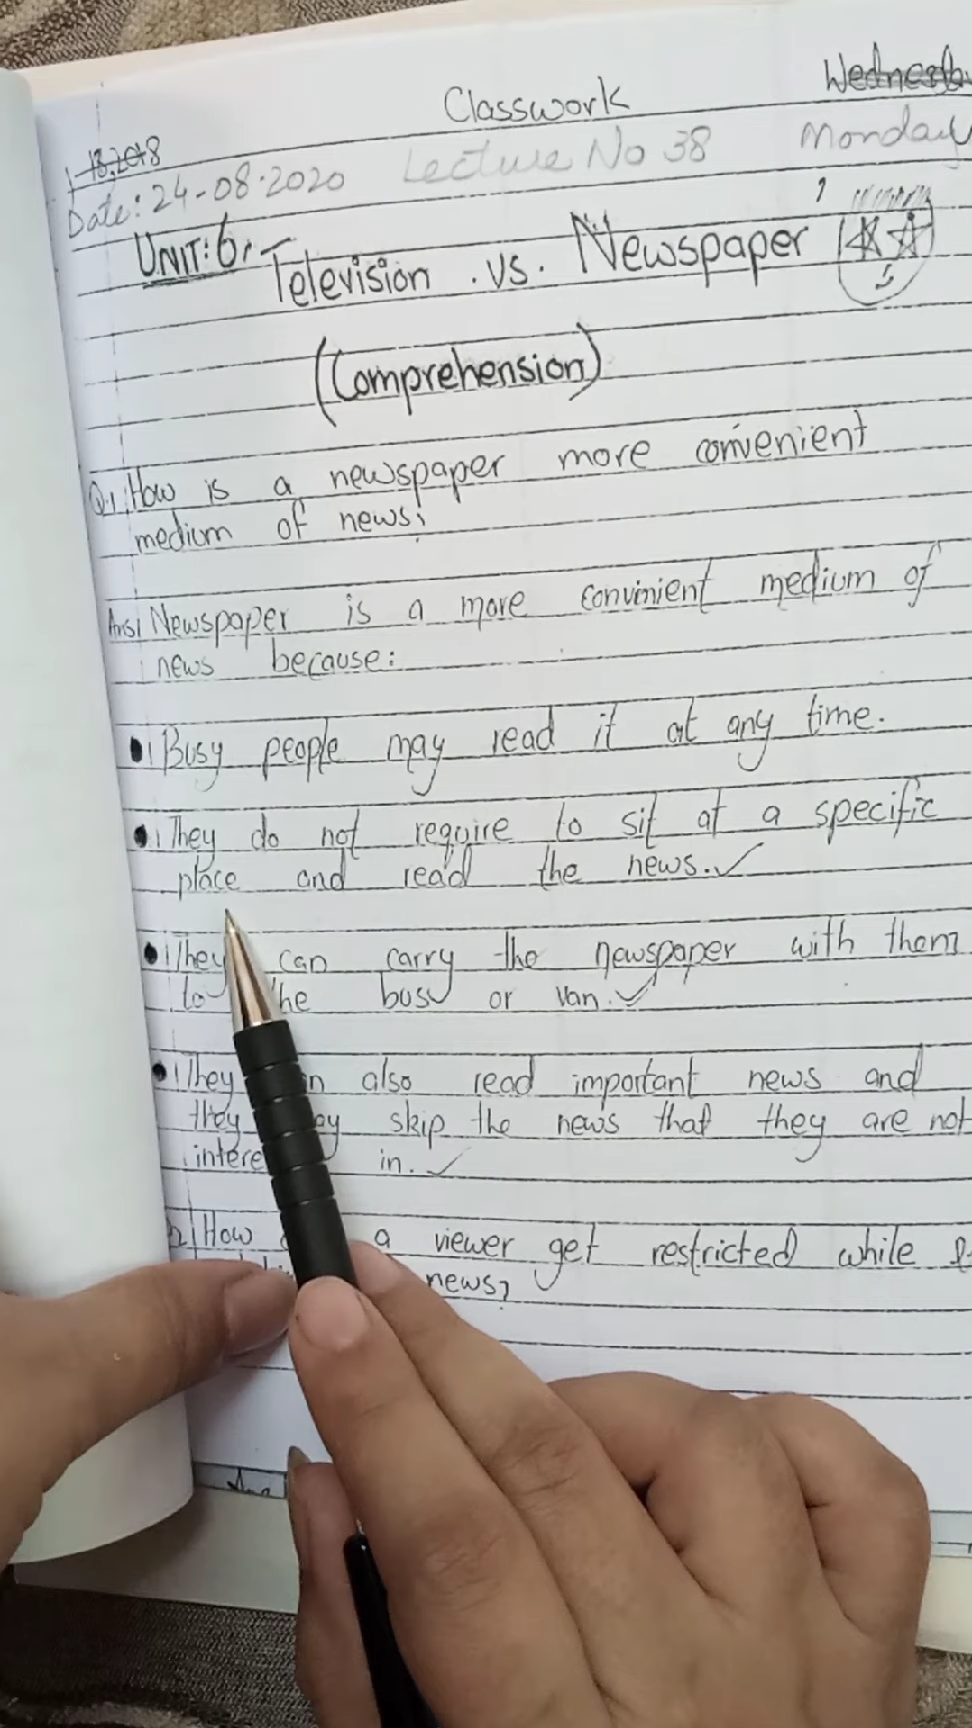 Classwork
Wednesday
Date: 24-08-2020 Lecture No 38 Monday
UNIT: 6: Television .vs. Newspaper
(Comprehension)
Q1, How is a newspaper more convenient
medium of news?
Ans| Newspaper is a more convinient medium of
news because:
•| Busy people may read it at any time.
•| They do not require to sit at a specific
place and read the news.
•| They can carry the newspaper with them
to the bus or van.
•| They also read important news and
they skip the news that they are not
in.
2| How a viewer get restricted while
news?